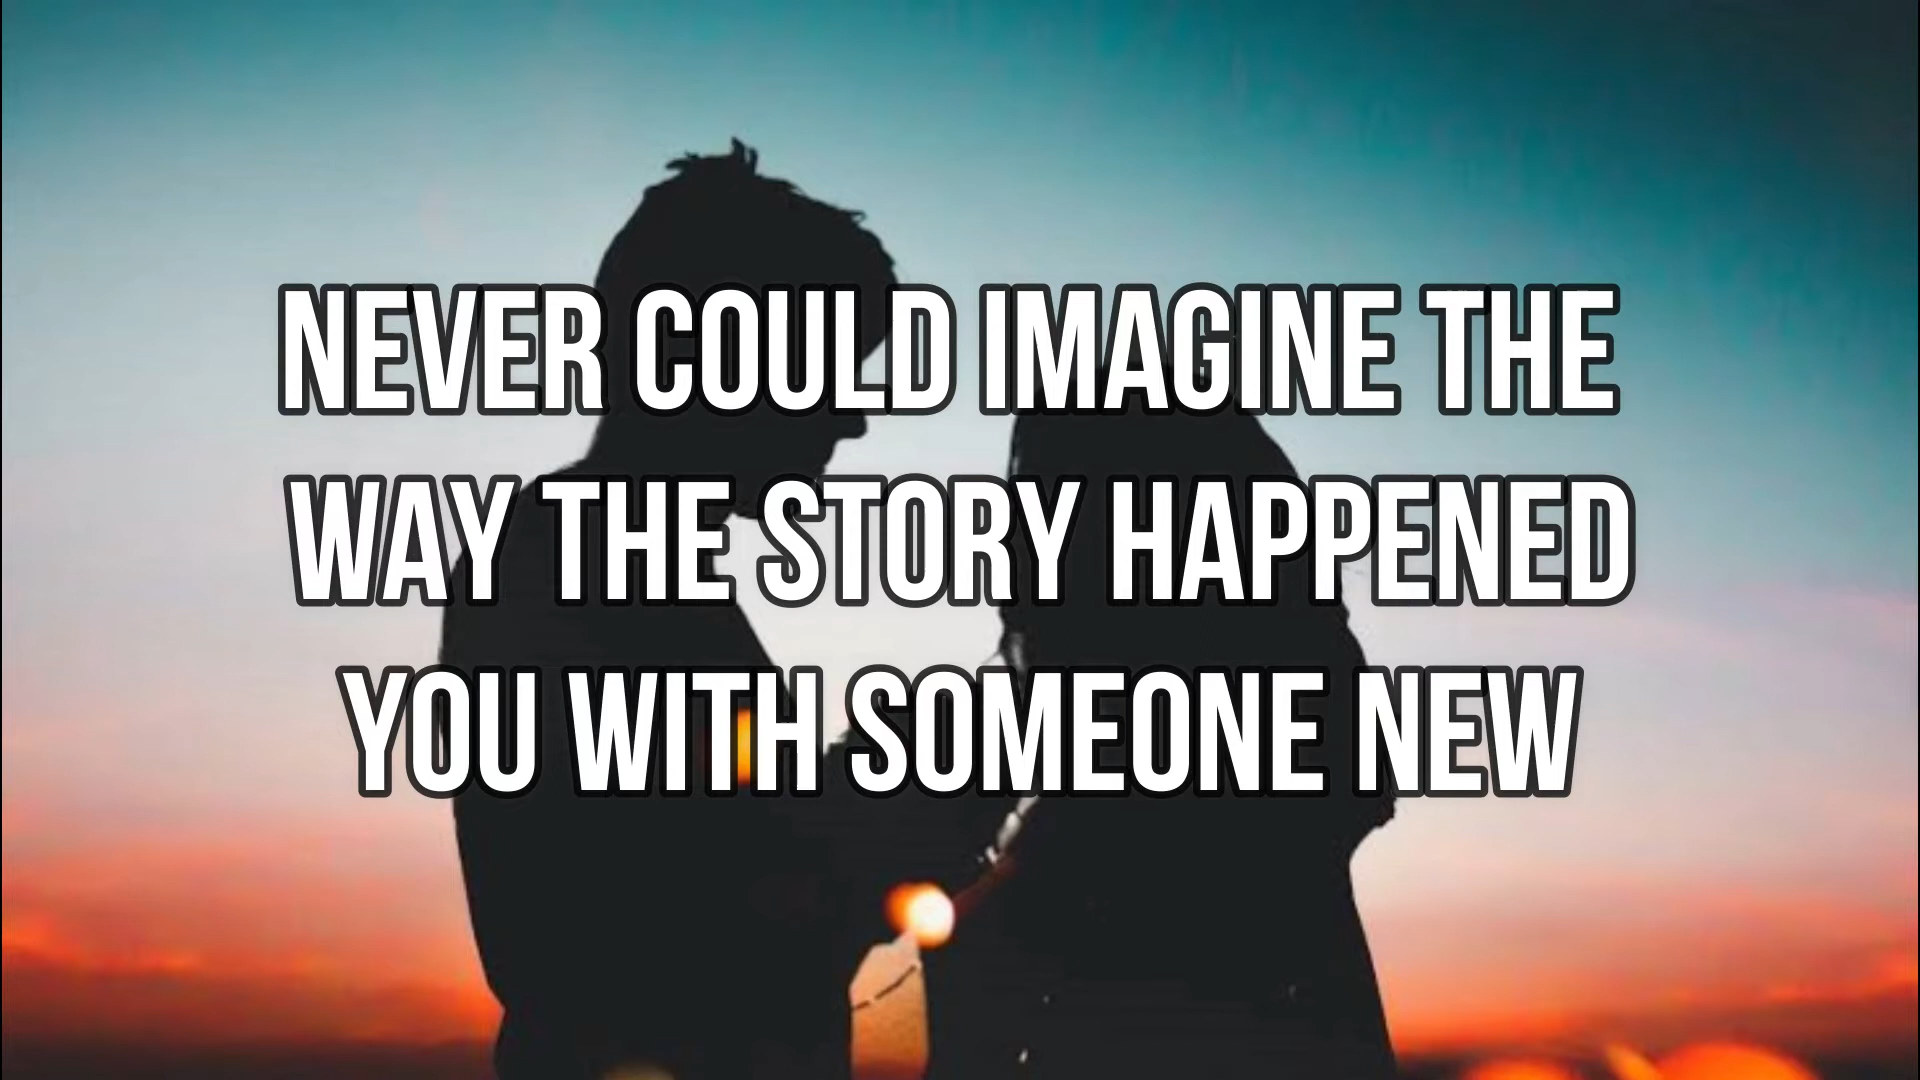 NEVER COULD IMAGINE THE
WAY THE STORY HAPPENED
YOU WITH SOMEONE NEW